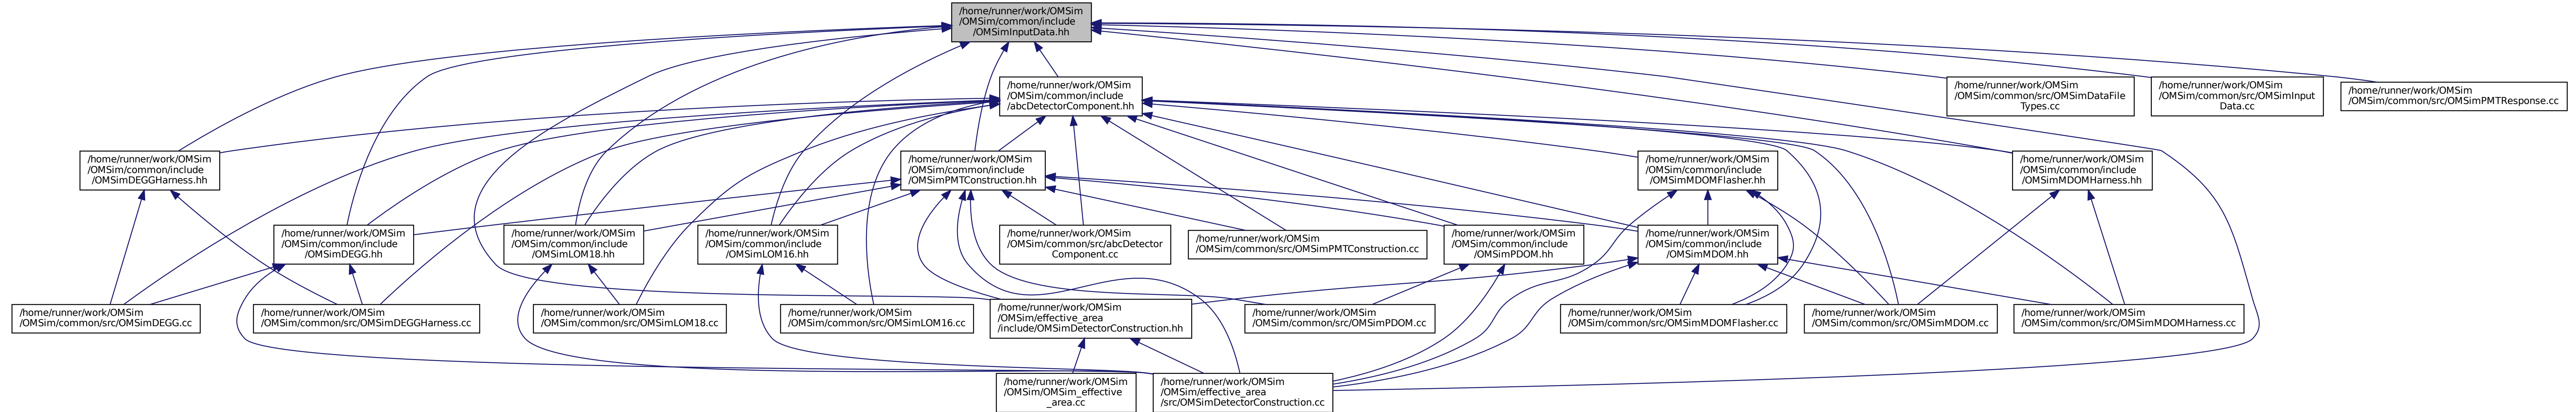 /home/runner/work/OMSim
/OMSim/common/include
/OMSimInputData.hh
/home/runner/work/OMSim
/OMSim/common/include
/abcDetectorComponent.hh
/home/runner/work/OMSim
/OMSim/common/src/OMSimDataFile
Types.cc
/home/runner/work/OMSim
/OMSim/common/src/OMSimInput
Data.cc
/home/runner/work/OMSim
/OMSim/common/src/OMSimPMTResponse.cc
/home/runner/work/OMSim
/OMSim/common/include
/OMSimDEGGHarness.hh
/home/runner/work/OMSim
/OMSim/common/include
/OMSimPMTConstruction.hh
/home/runner/work/OMSim
/OMSim/common/include
/OMSimMDOMFlasher.hh
/home/runner/work/OMSim
/OMSim/common/include
/OMSimMDOMHarness.hh
/home/runner/work/OMSim
/OMSim/common/include
/OMSimDEGG.hh
/home/runner/work/OMSim
/OMSim/common/include
/OMSimLOM18.hh
/home/runner/work/OMSim
/OMSim/common/include
/OMSimLOM16.hh
/home/runner/work/OMSim
/OMSim/common/src/abcDetector
Component.cc
/home/runner/work/OMSim
/OMSim/common/src/OMSimPMTConstruction.cc
/home/runner/work/OMSim
/OMSim/common/include
/OMSimPDOM.hh
/home/runner/work/OMSim
/OMSim/common/include
/OMSimMDOM.hh
/home/runner/work/OMSim
/OMSim/common/src/OMSimDEGG.cc
/home/runner/work/OMSim
/OMSim/common/src/OMSimDEGGHarness.cc
/home/runner/work/OMSim
/OMSim/common/src/OMSimLOM18.cc
/home/runner/work/OMSim
/OMSim/common/src/OMSimLOM16.cc
/home/runner/work/OMSim
/OMSim/effective_area
/include/OMSimDetectorConstruction.hh
/home/runner/work/OMSim
/OMSim/common/src/OMSimPDOM.cc
/home/runner/work/OMSim
/OMSim/common/src/OMSimMDOMFlasher.cc
/home/runner/work/OMSim
/OMSim/common/src/OMSimMDOM.cc
/home/runner/work/OMSim
/OMSim/common/src/OMSimMDOMHarness.cc
/home/runner/work/OMSim
/OMSim/OMSim_effective
_area.cc
/home/runner/work/OMSim
/OMSim/effective_area
/src/OMSimDetectorConstruction.cc